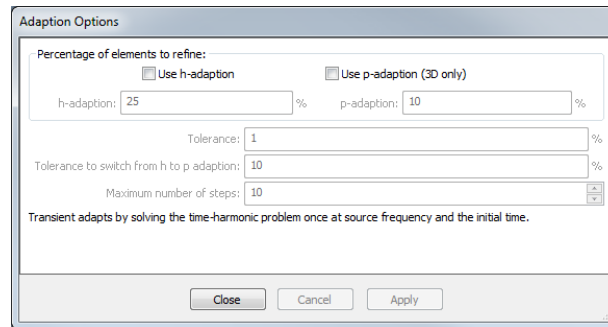 Adaption Options
Percentage of elements to refine:
Use h-adaption Use p-adaption (3D only)
h-adaption: 25 % p-adaption: 10 %
Tolerance: 1 %
Tolerance to switch from h to p adaption: 10 %
Maximum number of steps: 10
Transient adapts by solving the time-harmonic problem once at source frequency and the initial time.
Close Cancel Apply